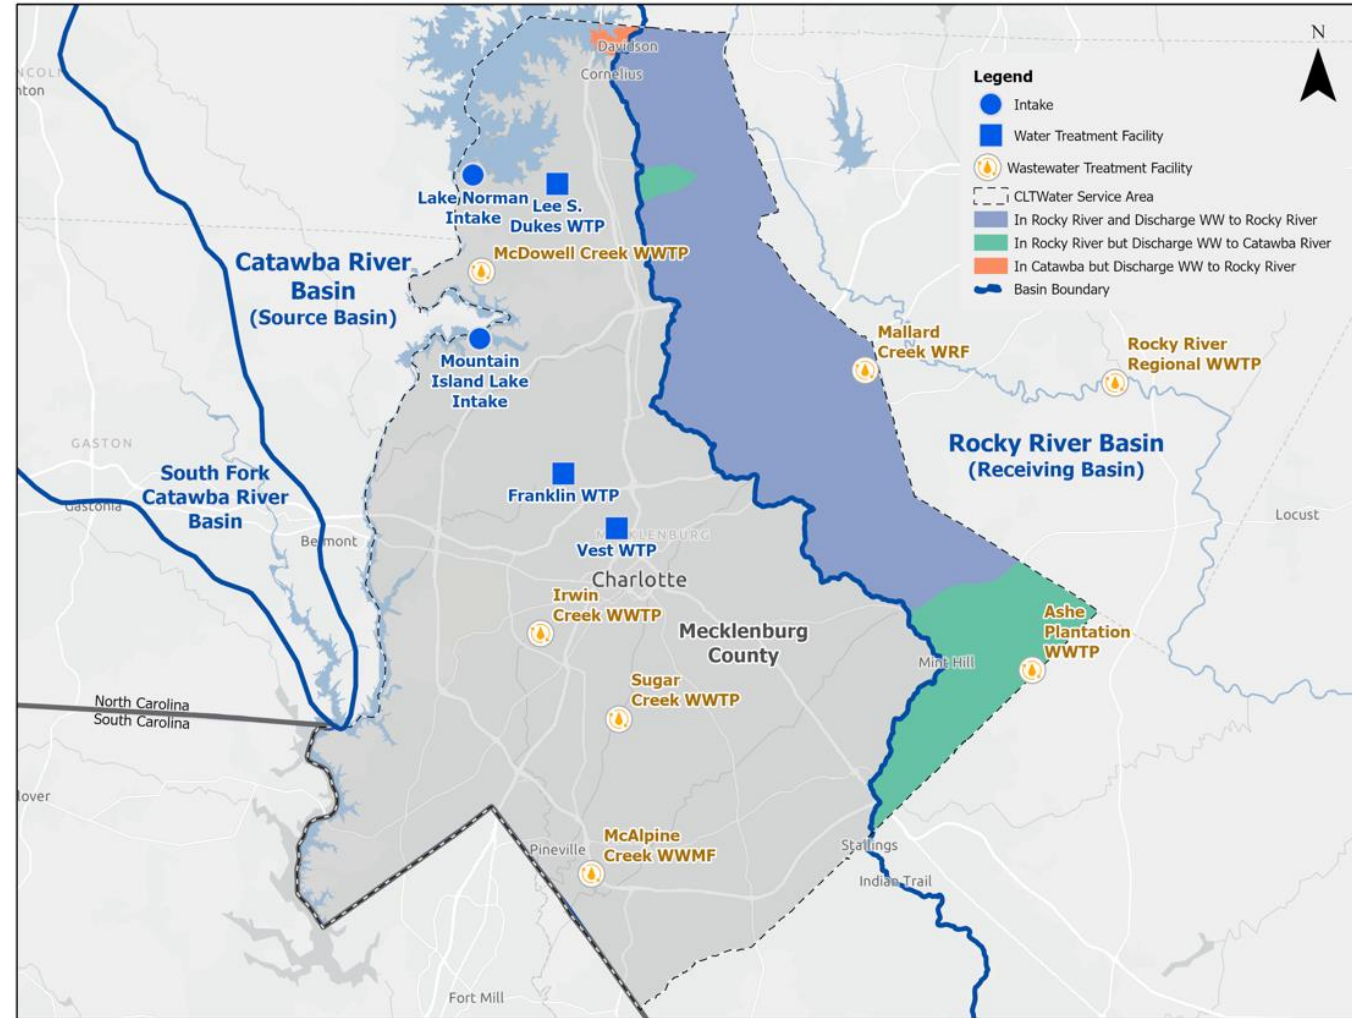 N
Davidson
Cornelius
Legend
Intake
Water Treatment Facility
Wastewater Treatment Facility
CLTWater Service Area
In Rocky River and Discharge WW to Rocky River
In Rocky River but Discharge WW to Catawba River
In Catawba but Discharge WW to Rocky River
Basin Boundary
Lake Norman
Intake
Lee S.
Dukes WTP
McDowell Creek WWTP
Catawba River
Basin
(Source Basin)
Mountain
Island Lake
Intake
Mallard
Creek WRF
Rocky River
Regional WWTP
Rocky River Basin
(Receiving Basin)
GASTON
South Fork
Catawba River
Basin
Gastonia
Belmont
Franklin WTP
Vest WTP
Locust
Charlotte
Irwin
Creek WWTP
Mecklenburg
County
Ashe
Plantation
WWTP
Mint Hill
Sugar
Creek WWTP
North Carolina
South Carolina
McAlpine
Creek WWMF
Pineville
Stallings
Indian Trail
Fort Mill